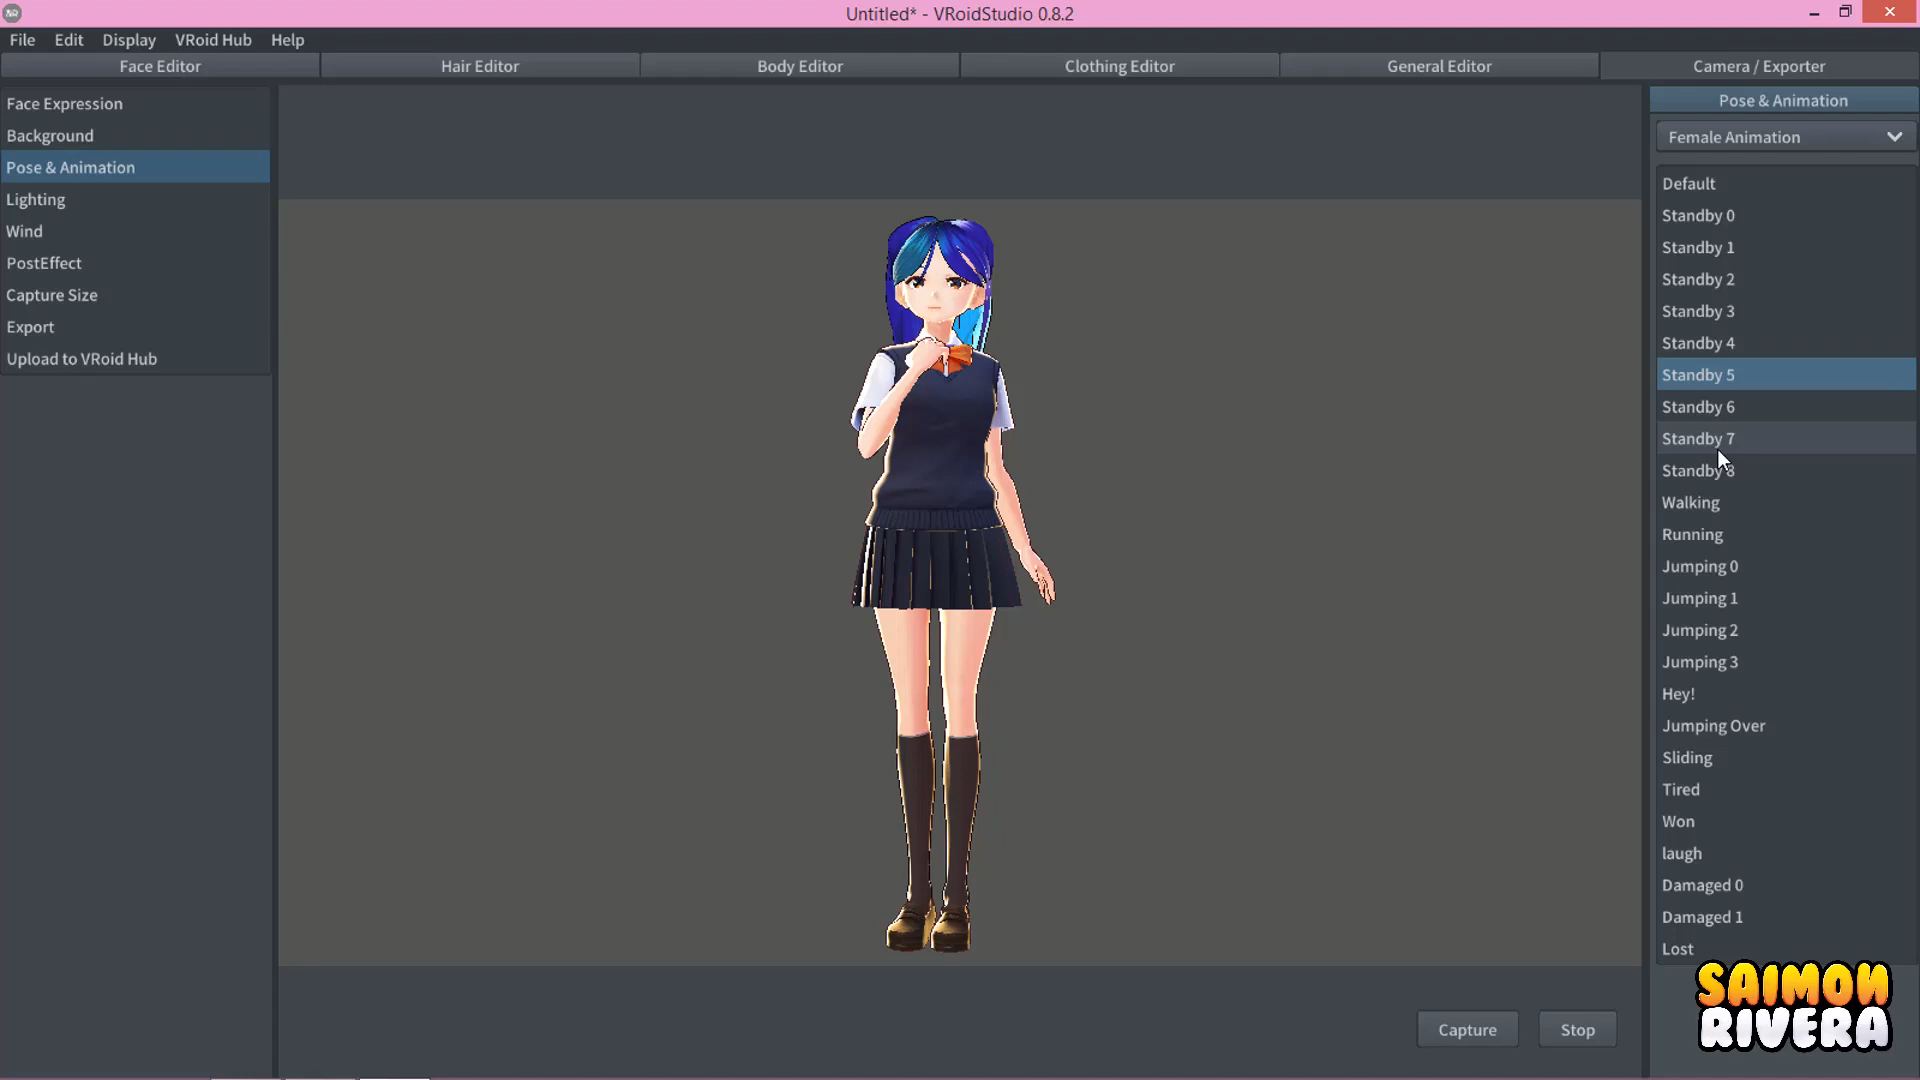 Untitled* - VRoidStudio 0.8.2
File Edit Display VRoid Hub Help
Face Editor Hair Editor Body Editor Clothing Editor General Editor Camera / Exporter
Face Expression
Background
Pose & Animation
Lighting
Wind
PostEffect
Capture Size
Export
Upload to VRoid Hub
Pose & Animation
Female Animation
Default
Standby 0
Standby 1
Standby 2
Standby 3
Standby 4
Standby 5
Standby 6
Standby 7
Standby 8
Walking
Running
Jumping 0
Jumping 1
Jumping 2
Jumping 3
Hey!
Jumping Over
Sliding
Tired
Won
laugh
Damaged 0
Damaged 1
Lost
Capture Stop
SAIMON
RIVERA